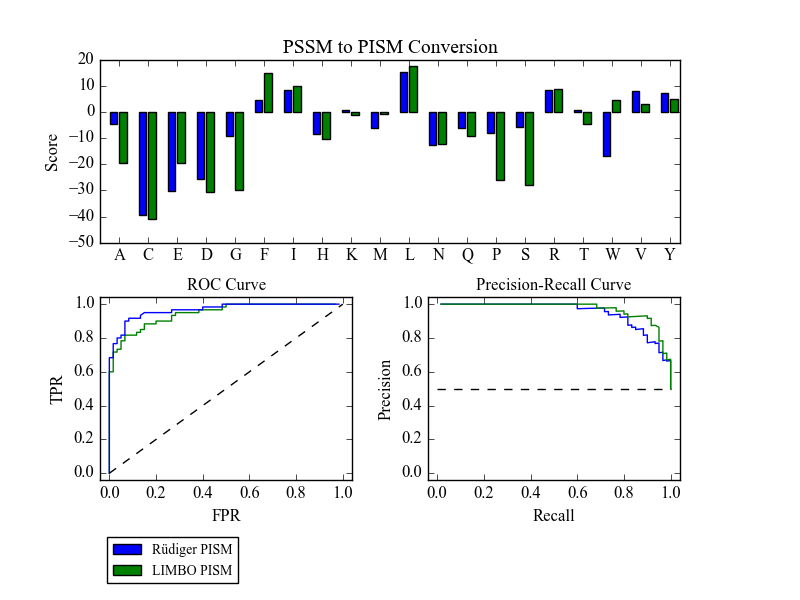 PSSM to PISM Conversion
20
10
0
−10
−20
−30
−40
−50
Score
A C E D G F I H K M L N Q P S R T W V Y
ROC Curve
1.0
0.8
0.6
0.4
0.2
0.0
TPR
0.0 0.2 0.4 0.6 0.8 1.0
FPR
Precision-Recall Curve
1.0
0.8
0.6
0.4
0.2
0.0
Precision
0.0 0.2 0.4 0.6 0.8 1.0
Recall
Rüdiger PISM
LIMBO PISM